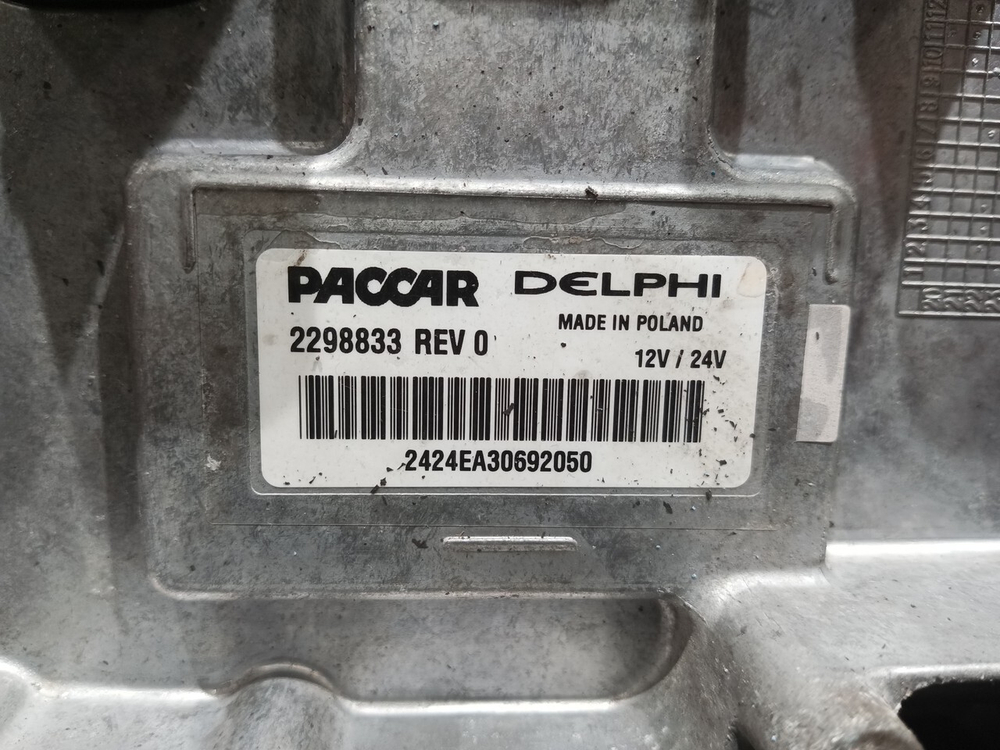 PACCAR DELPHI
MADE IN POLAND
2298833 REV 0
12V / 24V
2424EA30692050